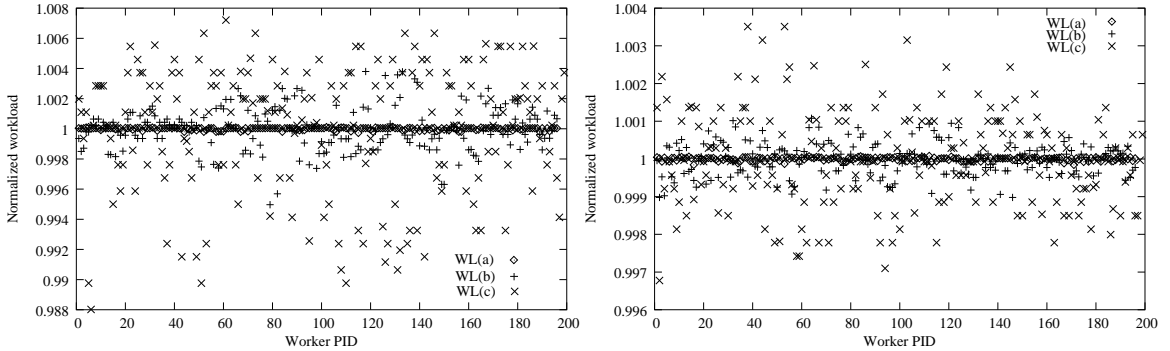 1.008
1.006
1.004
1.002
1
0.998
0.996
0.994
0.992
0.99
0.988
Normalized workload
0 20 40 60 80 100 120 140 160 180 200
Worker PID
WL(a)
WL(b)
WL(c)
1.004
1.003
1.002
1.001
1
0.999
0.998
0.997
0.996
Normalized workload
0 20 40 60 80 100 120 140 160 180 200
Worker PID
WL(a)
WL(b)
WL(c)